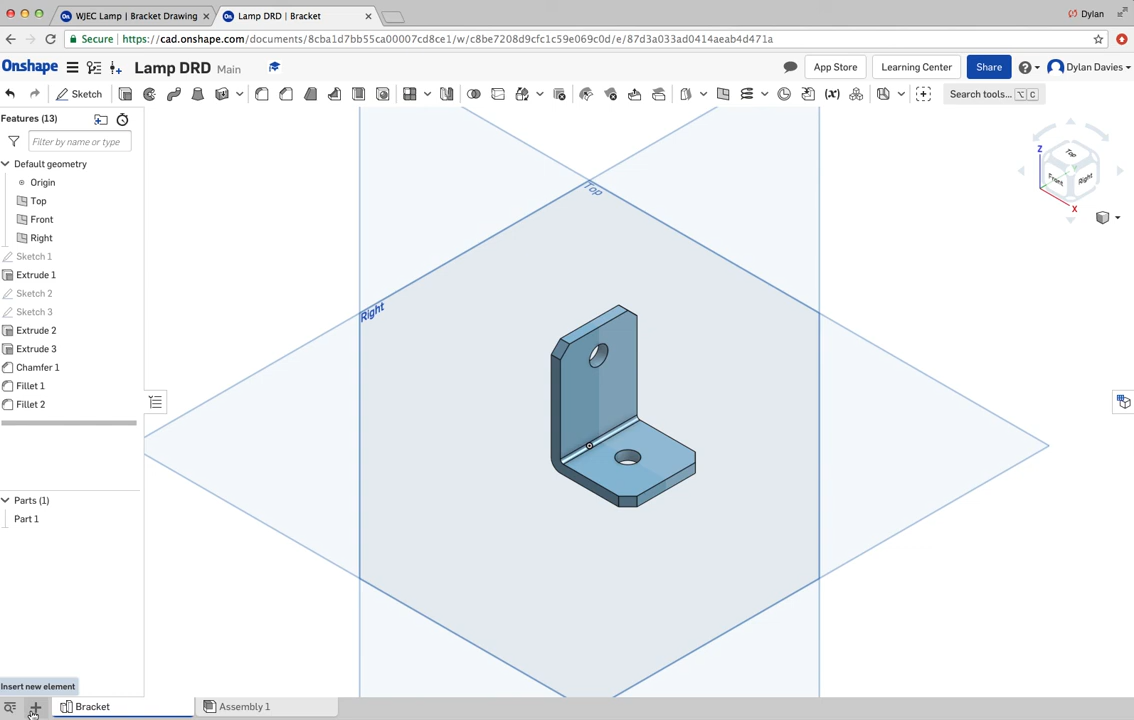 WJEC Lamp | Bracket Drawing
Lamp DRD | Bracket
Dylan
Secure
https://cad.onshape.com/documents/8cba1d7bb55ca00007cd8ce1/w/c8be7208d9cfc1c59e069c0d/e/87d3a033ad0414aeab4d471a
Onshape
Lamp DRD Main
App Store
Learning Center
Share
Dylan Davies
Sketch
(x)
Search tools... ⌥ C
Features (13)
Filter by name or type
Default geometry
Origin
Top
Front
Right
Sketch 1
Extrude 1
Sketch 2
Sketch 3
Extrude 2
Extrude 3
Chamfer 1
Fillet 1
Fillet 2
Parts (1)
Part 1
Top
Right
Z
Top
Front
Right
X
Insert new element
Bracket
Assembly 1